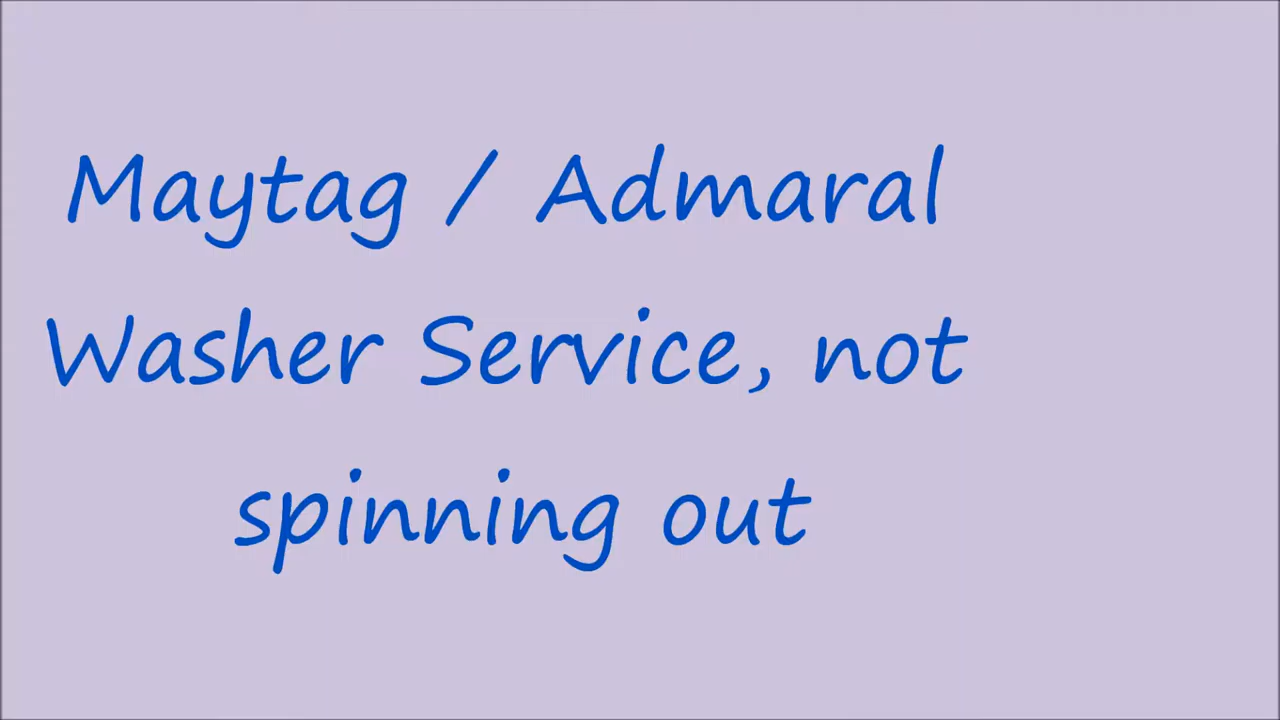 Maytag / Admaral
Washer Service, not
spinning out